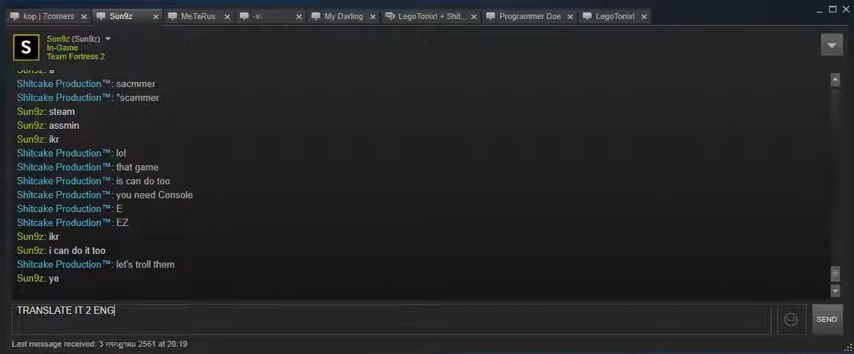 kop | 7corners
Sun9z
MeTaRus
-v-
My Darling
LegoTonix! + Shit...
Programmer Doe
LegoTonix!
S
Sun9z (Sun9z)
In-Game
Team Fortress 2
Sun9z: a
Shitcake Production™: sacmmer
Shitcake Production™: *scammer
Sun9z: steam
Sun9z: assmin
Sun9z: ikr
Shitcake Production™: lol
Shitcake Production™: that game
Shitcake Production™: is can do too
Shitcake Production™: you need Console
Shitcake Production™: E
Shitcake Production™: EZ
Sun9z: ikr
Sun9z: i can do it too
Shitcake Production™: let's troll them
Sun9z: ye
TRANSLATE IT 2 ENG
SEND
Last message received: 3 กรกฎาคม 2561 at 20:19